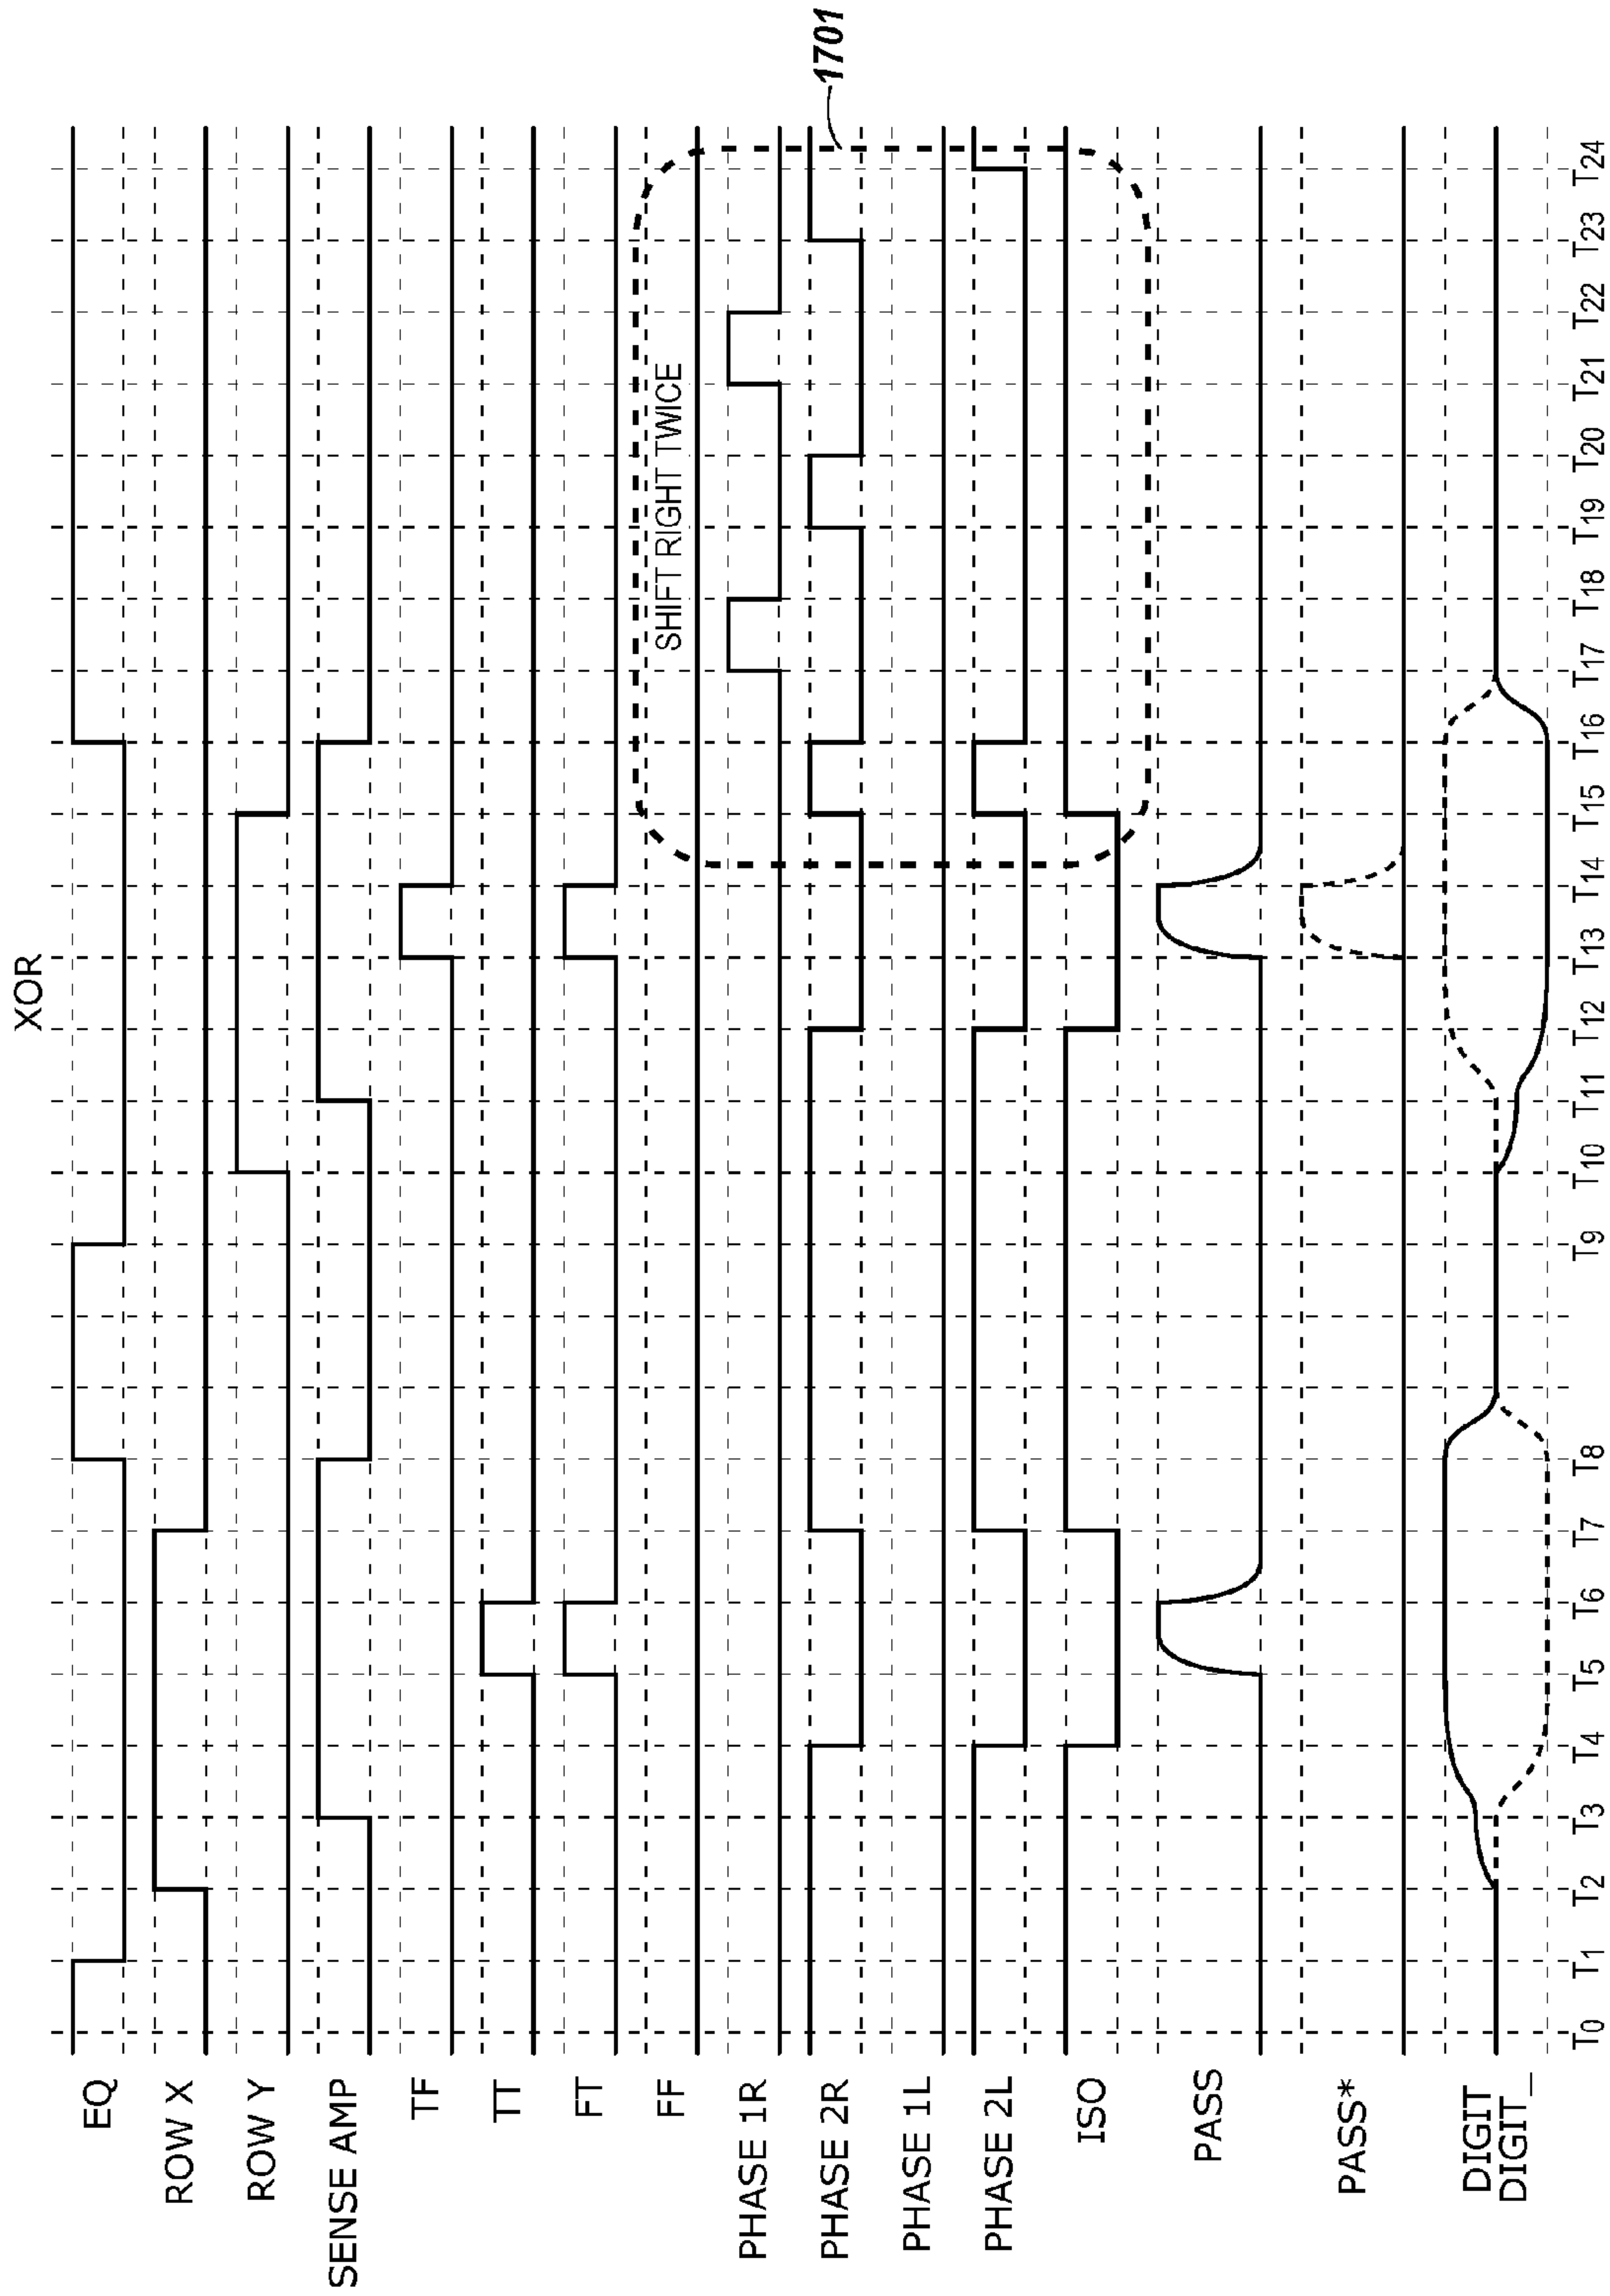 XOR
EQ
ROW X
ROW Y
SENSE AMP
TF
TT
FT
FF
SHIFT RIGHT TWICE
PHASE 1R
PHASE 2R
1701
PHASE 1L
PHASE 2L
ISO
PASS
PASS*
DIGIT
DIGIT_
T0 T1 T2 T3 T4 T5 T6 T7 T8 T9 T10 T11 T12 T13 T14 T15 T16 T17 T18 T19 T20 T21 T22 T23 T24